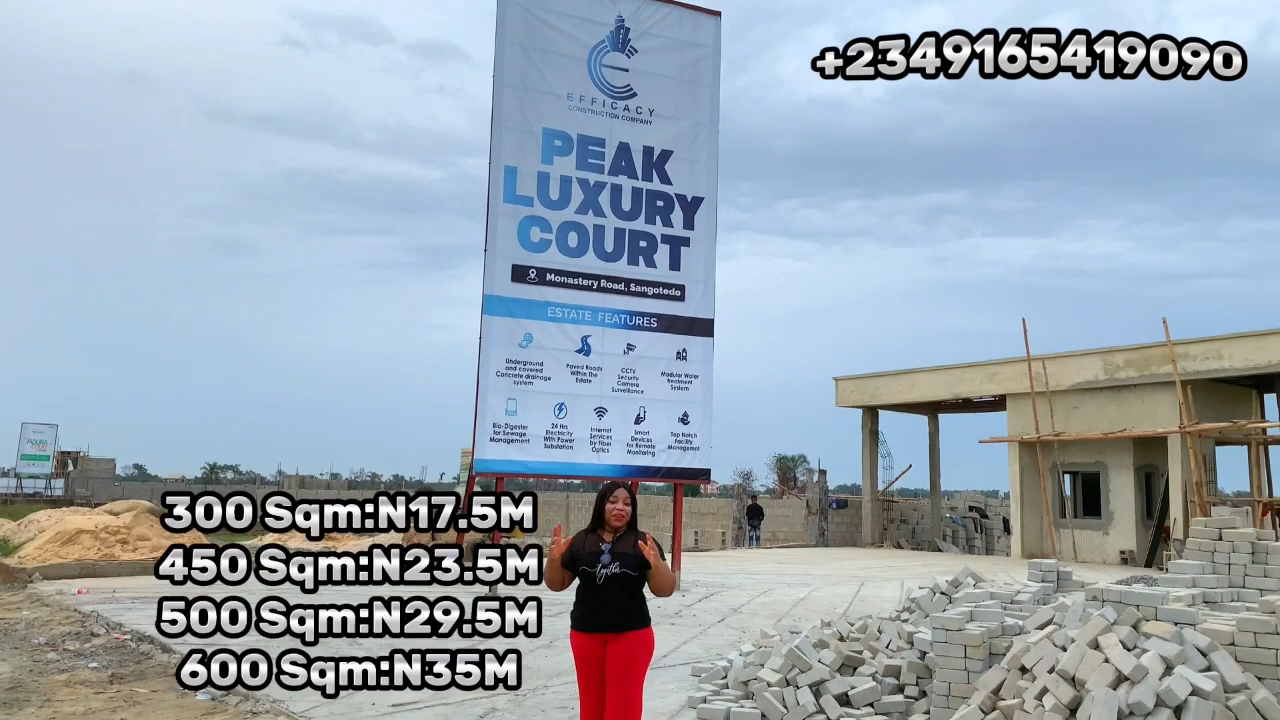 +2349165419090
EFFICACY
CONSTRUCTION COMPANY
PEAK
LUXURY
COURT
Monastery Road, Sangotedo
ESTATE FEATURES
Underground
and covered
Concrete drainage
system
Paved Roads
Within The
Estate
CCTV
Security
Camera
Surveillance
Modular Water
treatment
System
Bio-Digester
for Sewage
Management
24 Hrs
Electricity
With Power
Substation
Internet
Services
by Fiber
Optics
Smart
Devices
for Remote
Monitoring
Top Notch
Facility
Management
300 Sqm:N17.5M
450 Sqm:N23.5M
500 Sqm:N29.5M
600 Sqm:N35M